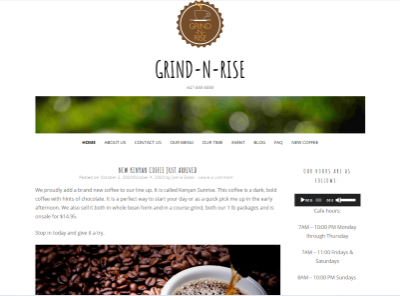 GRIND
-N-
RISE
GRIND-N-RISE
HOME ABOUT US CONTACT US OUR MENU OUR TEAM EVENT BLOG FAQ NEW COFFEE
NEW KENYAN COFFEE JUST ARRIVED
Posted on October 2, 2020October 4, 2020 by Leave a comment
We proudly add a brand new coffee to our line up. It is called Kenyan Sunrise. This coffee is a dark, bold
coffee with hints of chocolate. It is a perfect way to start your day or as a quick pick me up in the early
afternoon. We also sell it both in whole bean form and in a course grind, both our 1 lb packages and is
on sale for $14.95.
Stop in today and give it a try.
OUR HOURS ARE AS
FOLLOWS
00:00 00:00
Cafe hours:
7AM – 10:00 PM Monday
through Thursday
7AM – 11:00 Fridays &
Saturdays
8AM – 10:00 PM Sundays